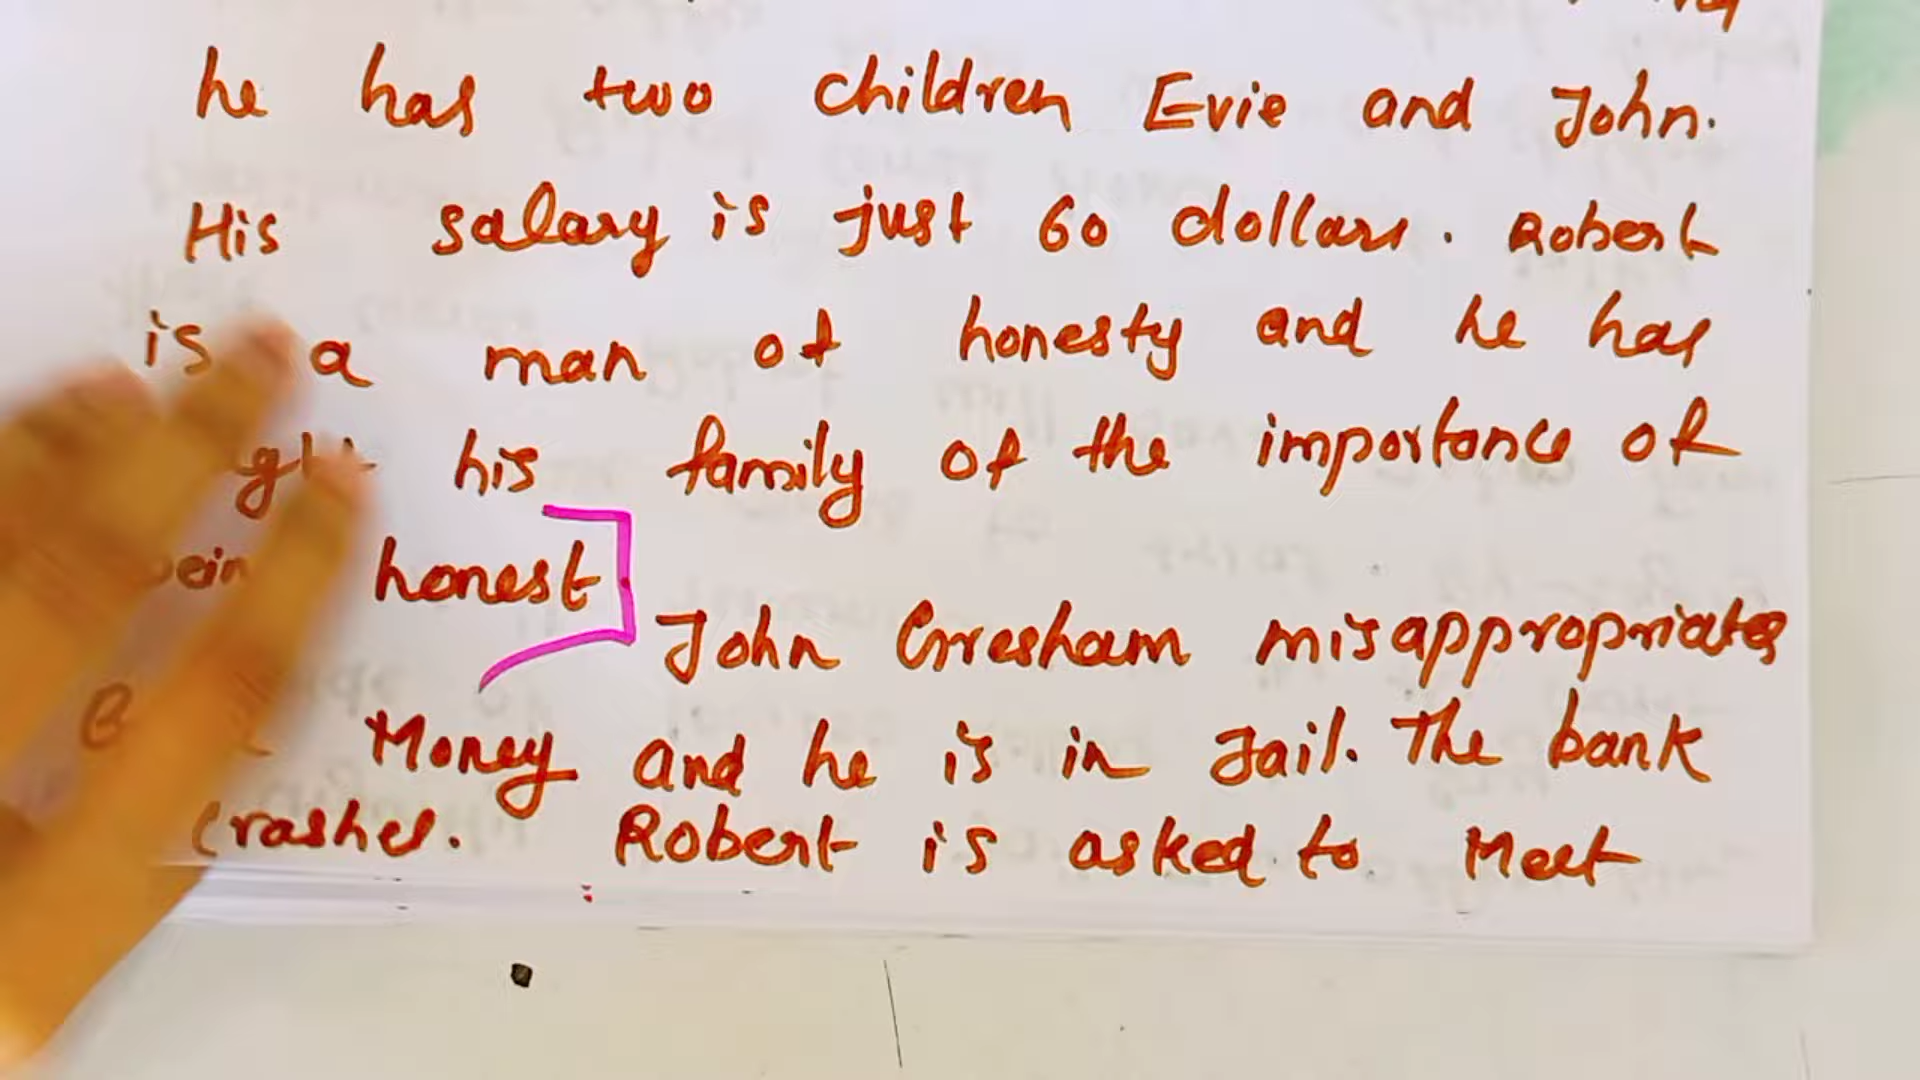 he has two children Evie and John.
His salary is just 60 dollars. Robert
is a man of honesty and he has
his family of the importance of
honest
John Gresham misappropriates
Money and he is in Jail. The bank
crashes. Robert is asked to Meet